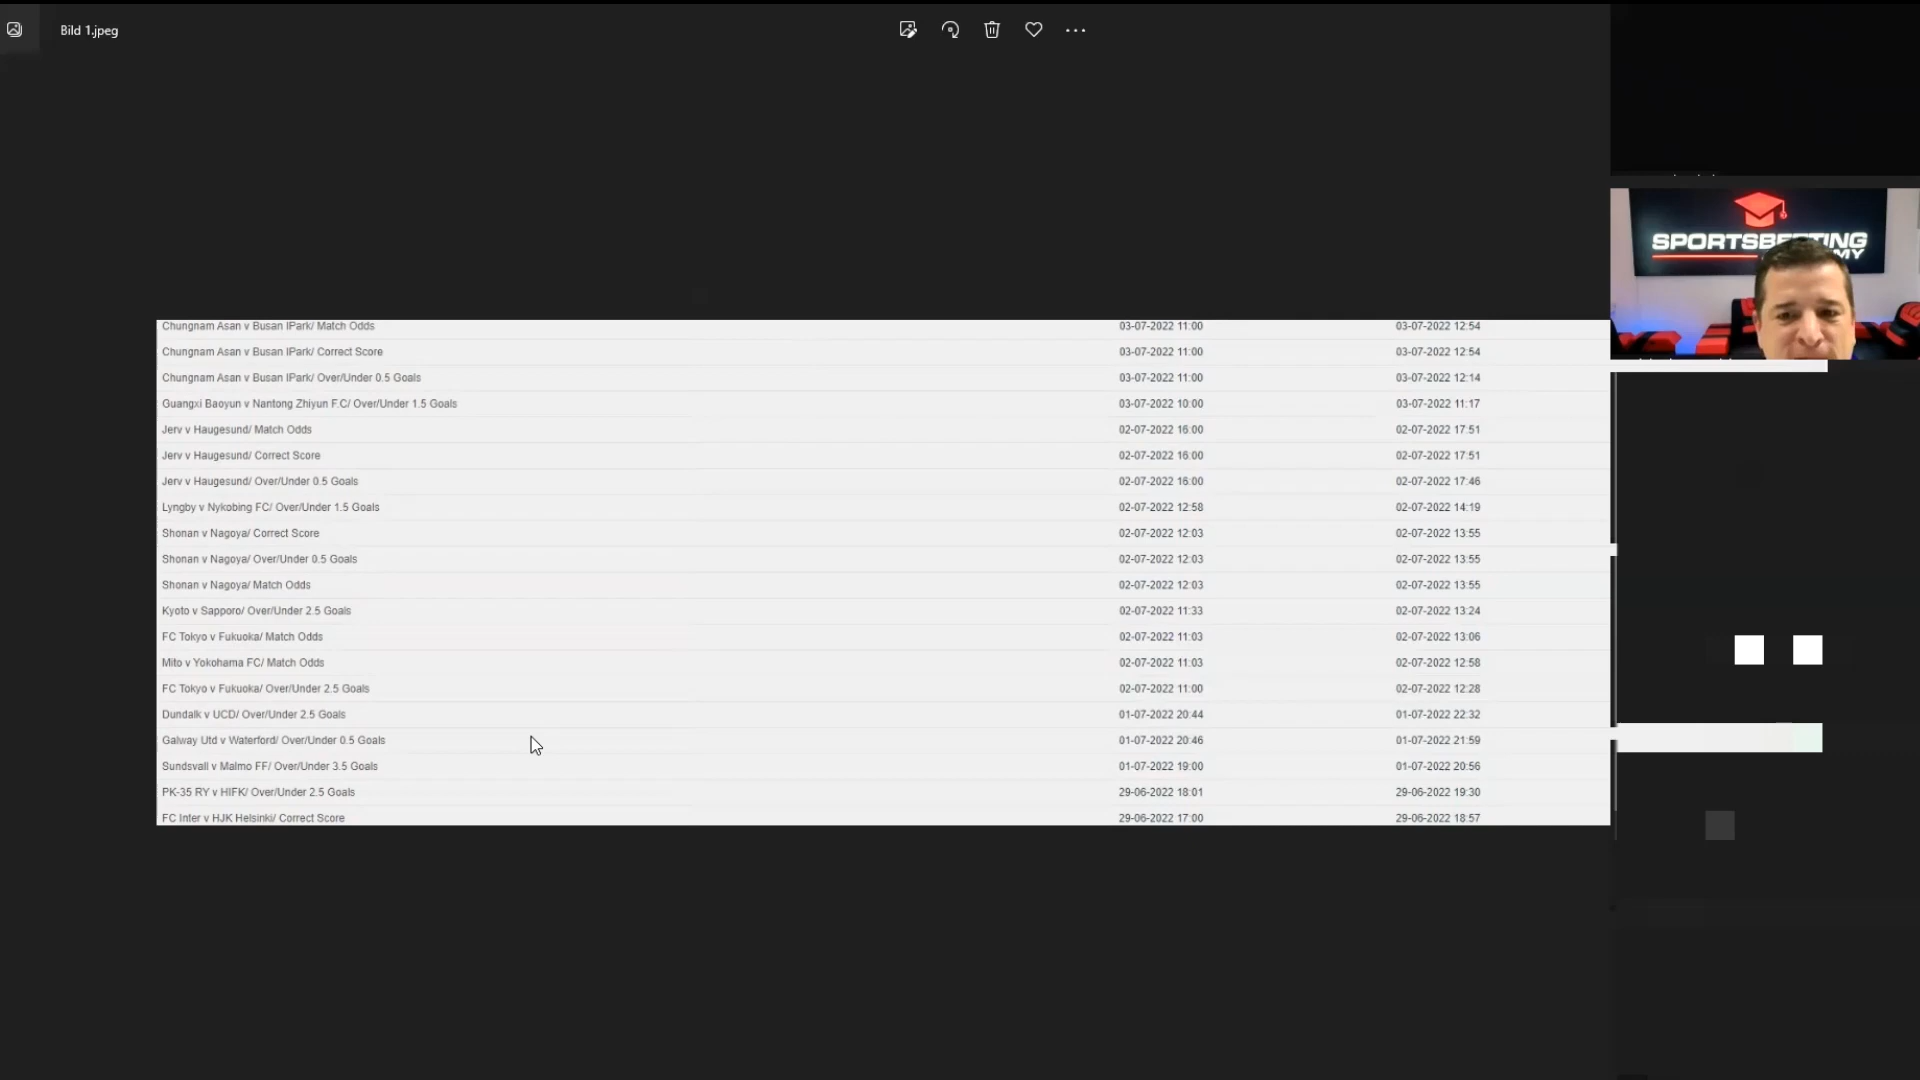 Bild 1.jpeg
SPORTSBETTING
Chungnam Asan v Busan IPark/ Match Odds 03-07-2022 11:00 03-07-2022 12:54
Chungnam Asan v Busan IPark/ Correct Score 03-07-2022 11:00 03-07-2022 12:54
Chungnam Asan v Busan IPark/ Over/Under 0.5 Goals 03-07-2022 11:00 03-07-2022 12:14
Guangxi Baoyun v Nantong Zhiyun F.C/ Over/Under 1.5 Goals 03-07-2022 10:00 03-07-2022 11:17
Jerv v Haugesund/ Match Odds 02-07-2022 16:00 02-07-2022 17:51
Jerv v Haugesund/ Correct Score 02-07-2022 16:00 02-07-2022 17:51
Jerv v Haugesund/ Over/Under 0.5 Goals 02-07-2022 16:00 02-07-2022 17:46
Lyngby v Nykobing FC/ Over/Under 1.5 Goals 02-07-2022 12:58 02-07-2022 14:19
Shonan v Nagoya/ Correct Score 02-07-2022 12:03 02-07-2022 13:55
Shonan v Nagoya/ Over/Under 0.5 Goals 02-07-2022 12:03 02-07-2022 13:55
Shonan v Nagoya/ Match Odds 02-07-2022 12:03 02-07-2022 13:55
Kyoto v Sapporo/ Over/Under 2.5 Goals 02-07-2022 11:33 02-07-2022 13:24
FC Tokyo v Fukuoka/ Match Odds 02-07-2022 11:03 02-07-2022 13:06
Mito v Yokohama FC/ Match Odds 02-07-2022 11:03 02-07-2022 12:58
FC Tokyo v Fukuoka/ Over/Under 2.5 Goals 02-07-2022 11:00 02-07-2022 12:28
Dundalk v UCD/ Over/Under 2.5 Goals 01-07-2022 20:44 01-07-2022 22:32
Galway Utd v Waterford/ Over/Under 0.5 Goals 01-07-2022 20:46 01-07-2022 21:59
Sundsvall v Malmo FF/ Over/Under 3.5 Goals 01-07-2022 19:00 01-07-2022 20:56
PK-35 RY v HIFK/ Over/Under 2.5 Goals 29-06-2022 18:01 29-06-2022 19:30
FC Inter v HJK Helsinki/ Correct Score 29-06-2022 17:00 29-06-2022 18:57